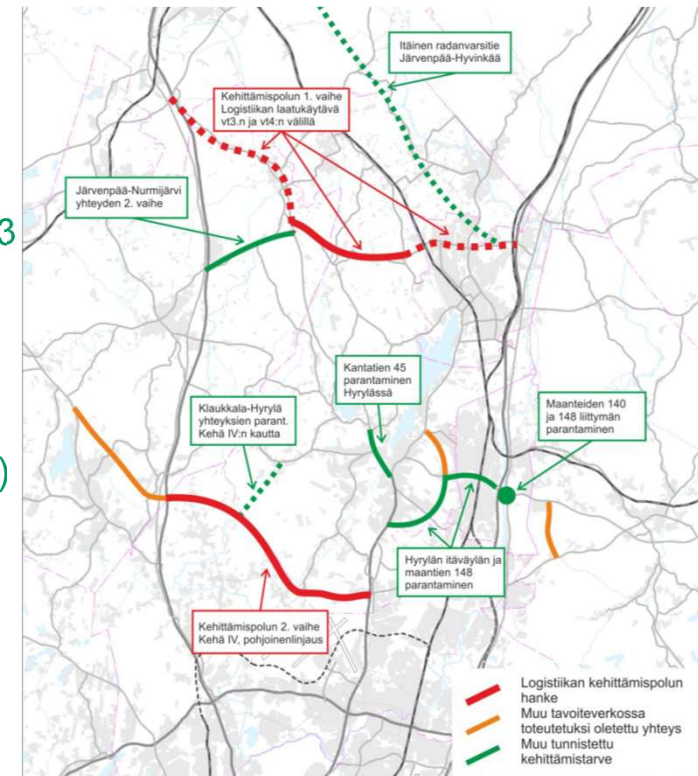 Itäinen radanvarsitie
Järvenpää-Hyvinkää
Kehittämispolun 1. vaihe
Logistiikan laatukäytävä
vt3.n ja vt4:n välillä
Järvenpää-Nurmijärvi
yhteyden 2. vaihe
3
Kantatien 45
parantaminen
Hyrylässä
Klaukkala-Hyrylä
yhteyksien parant.
Kehä IV:n kautta
Maanteiden 140
ja 148 liittymän
parantaminen
)
Hyrylän itäväylän ja
maantien 148
parantaminen
Kehittämispolun 2. vaihe
Kehä IV, pohjoinenlinjaus
Logistiikan kehittämispolun
hanke
Muu tavoiteverkossa
toteutetuksi oletettu yhteys
Muu tunnistettu
kehittämistarve